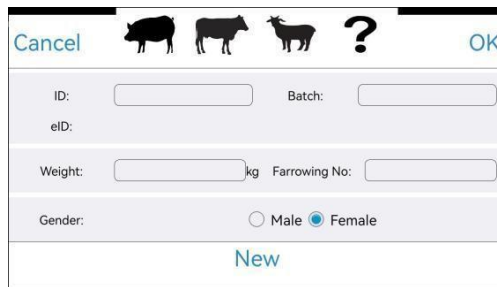 Cancel ? OK
ID: Batch:
eID:
Weight: kg Farrowing No:
Gender: Male Female
New